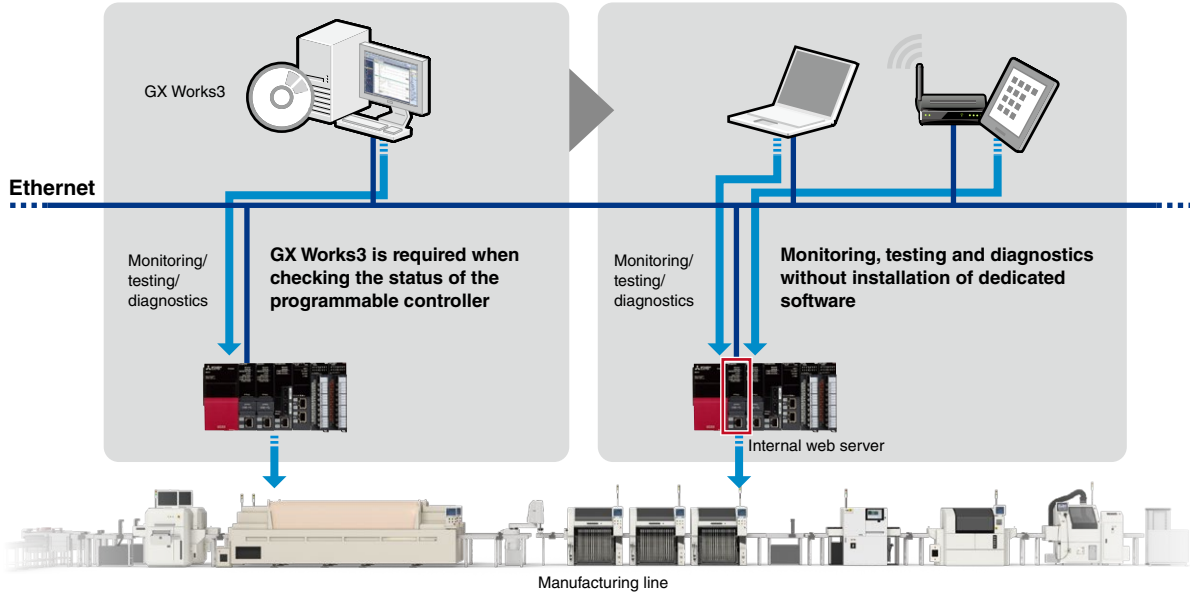 GX Works3
Ethernet
Monitoring/
testing/
diagnostics
GX Works3 is required when
checking the status of the
programmable controller
Monitoring/
testing/
diagnostics
Monitoring, testing and diagnostics
without installation of dedicated
software
Internal web server
Manufacturing line